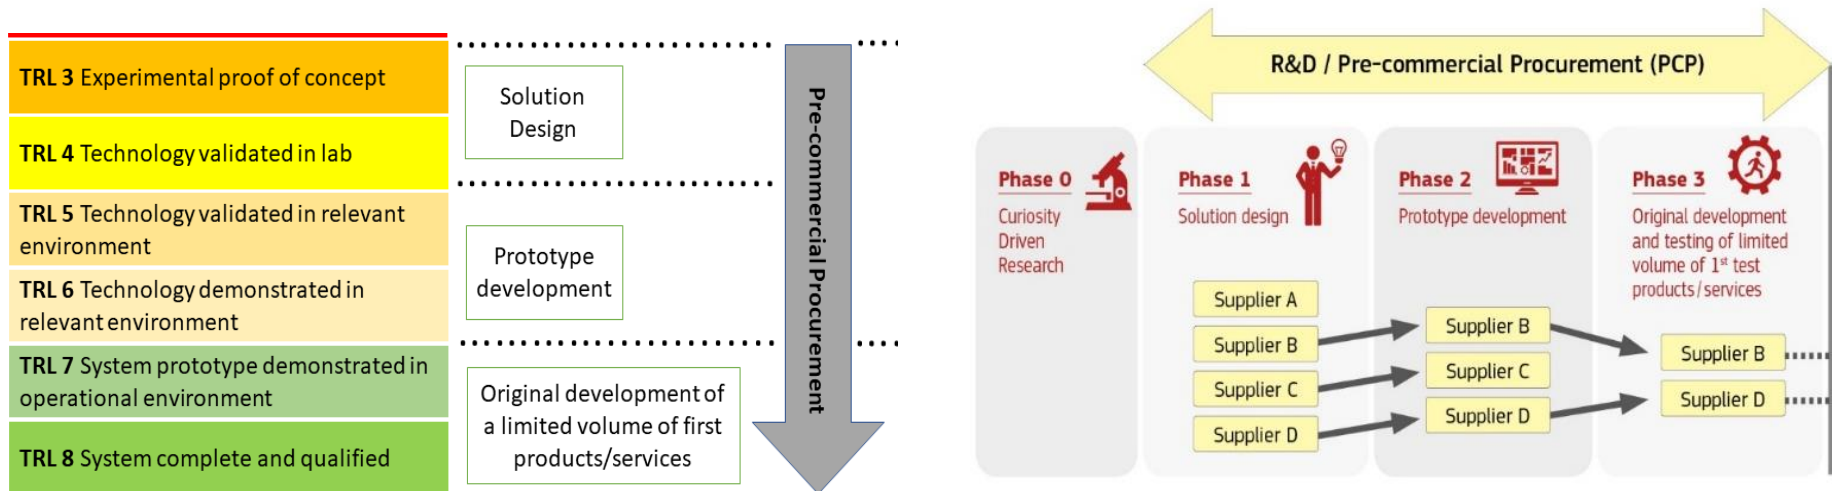 TRL 3 Experimental proof of concept
TRL 4 Technology validated in lab
TRL 5 Technology validated in relevant
environment
TRL 6 Technology demonstrated in
relevant environment
TRL 7 System prototype demonstrated in
operational environment
TRL 8 System complete and qualified
Solution
Design
Prototype
development
Original development of
a limited volume of first
products/services
Pre-commercial Procurement
R&D / Pre-commercial Procurement (PCP)
Phase 0
Curiosity
Driven
Research
Phase 1
Solution design
Supplier A
Supplier B
Supplier C
Supplier D
Phase 2
Prototype development
Supplier B
Supplier C
Supplier D
Phase 3
Original development
and testing of limited
volume of 1st test
products/services
Supplier B
Supplier D